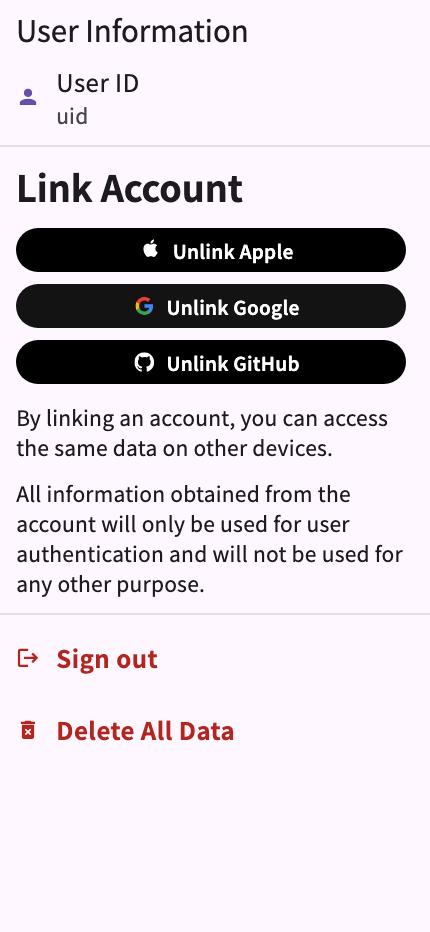 User Information
User ID
uid
Link Account
Unlink Apple
Unlink Google
Unlink GitHub
By linking an account, you can access
the same data on other devices.
All information obtained from the
account will only be used for user
authentication and will not be used for
any other purpose.
Sign out
Delete All Data